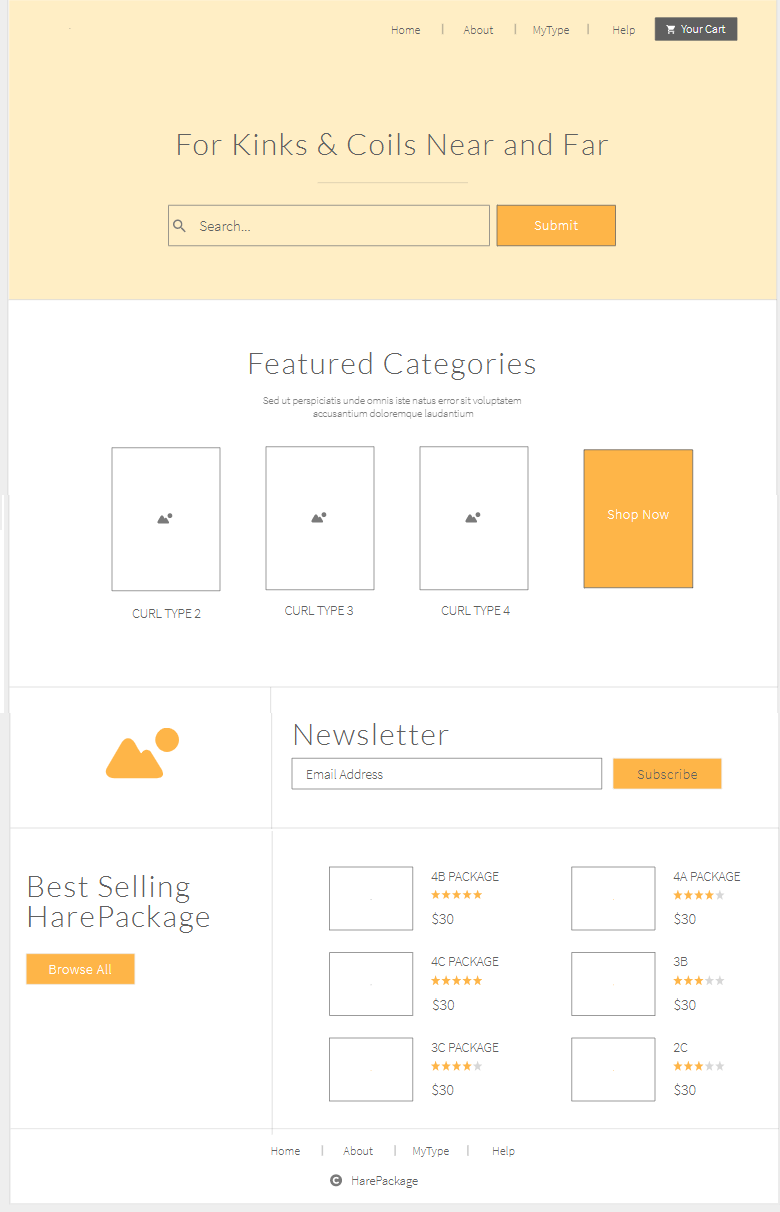 Home | About | MyType | Help Your Cart
For Kinks & Coils Near and Far
Search... Submit
Featured Categories
Sed ut perspiciatis unde omnis iste natus error sit voluptatem
accusantium doloremque laudantium
Shop Now
CURL TYPE 2 CURL TYPE 3 CURL TYPE 4
Newsletter
Email Address Subscribe
Best Selling
HarePackage
Browse All
4B PACKAGE
$30
4A PACKAGE
$30
4C PACKAGE
$30
3B
$30
3C PACKAGE
$30
2C
$30
Home | About | MyType | Help
© HarePackage